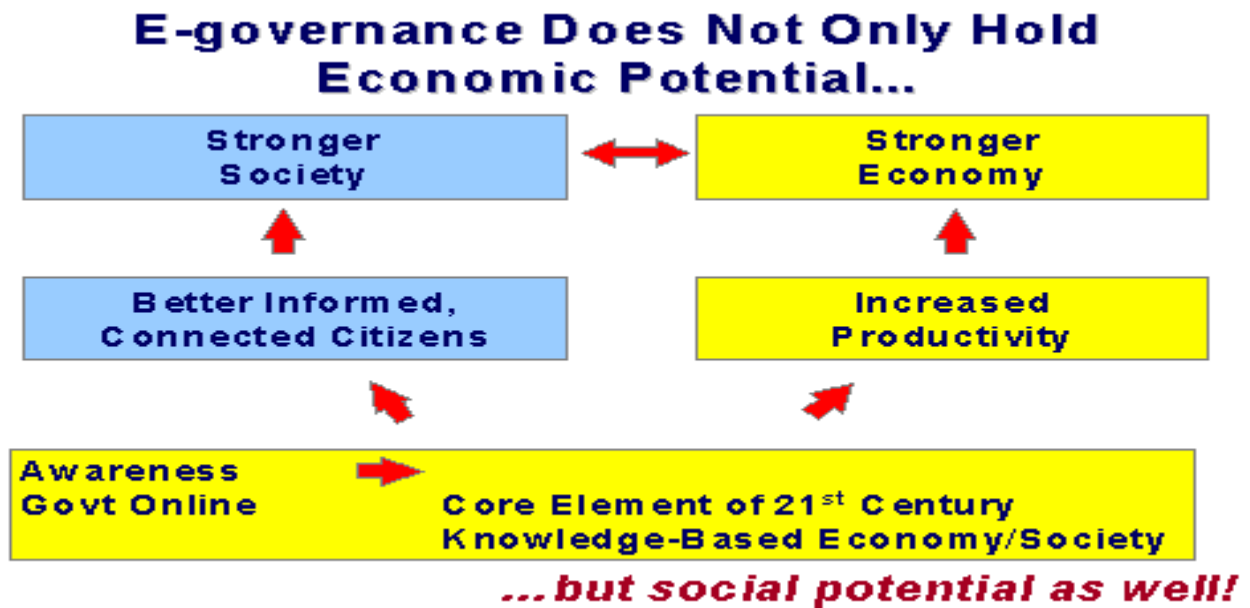 E-governance Does Not Only Hold
Economic Potential...
Stronger
Society
Stronger
Economy
Better Informed,
Connected Citizens
Increased
Productivity
Awareness
Govt Online
Core Element of 21st Century
Knowledge-Based Economy/Society
...but social potential as well!